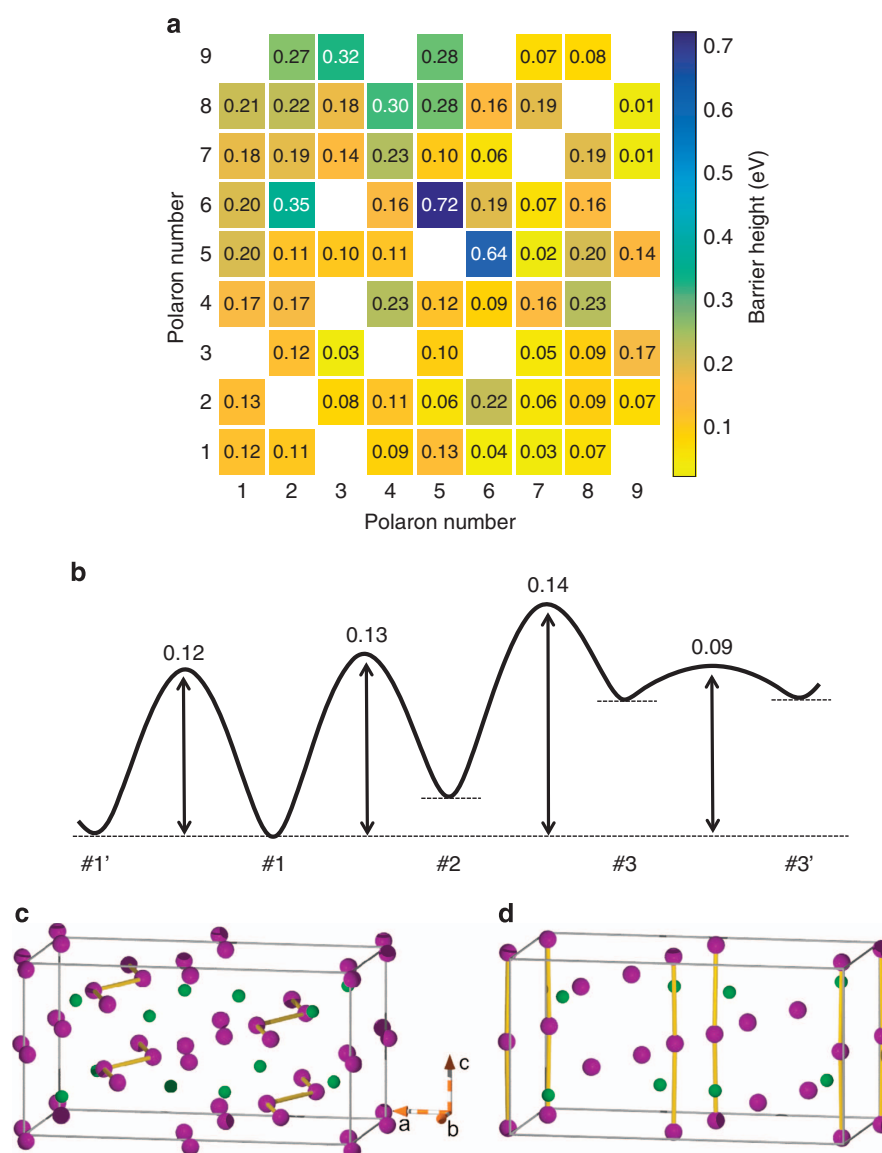 a
9 0.27 0.32 0.28 0.07 0.08
8 0.21 0.22 0.18 0.30 0.28 0.16 0.19 0.01
7 0.18 0.19 0.14 0.23 0.10 0.06 0.19 0.01
6 0.20 0.35 0.16 0.72 0.19 0.07 0.16
5 0.20 0.11 0.10 0.11 0.64 0.02 0.20 0.14
4 0.17 0.17 0.23 0.12 0.09 0.16 0.23
3 0.12 0.03 0.10 0.05 0.09 0.17
2 0.13 0.08 0.11 0.06 0.22 0.06 0.09 0.07
1 0.12 0.11 0.09 0.13 0.04 0.03 0.07
1 2 3 4 5 6 7 8 9
Polaron number
Polaron number
0.7
0.6
0.5
0.4
0.3
0.2
0.1
Barrier height (eV)
b
0.12 0.13 0.14 0.09
#1' #1 #2 #3 #3'
c
c
a
b
d